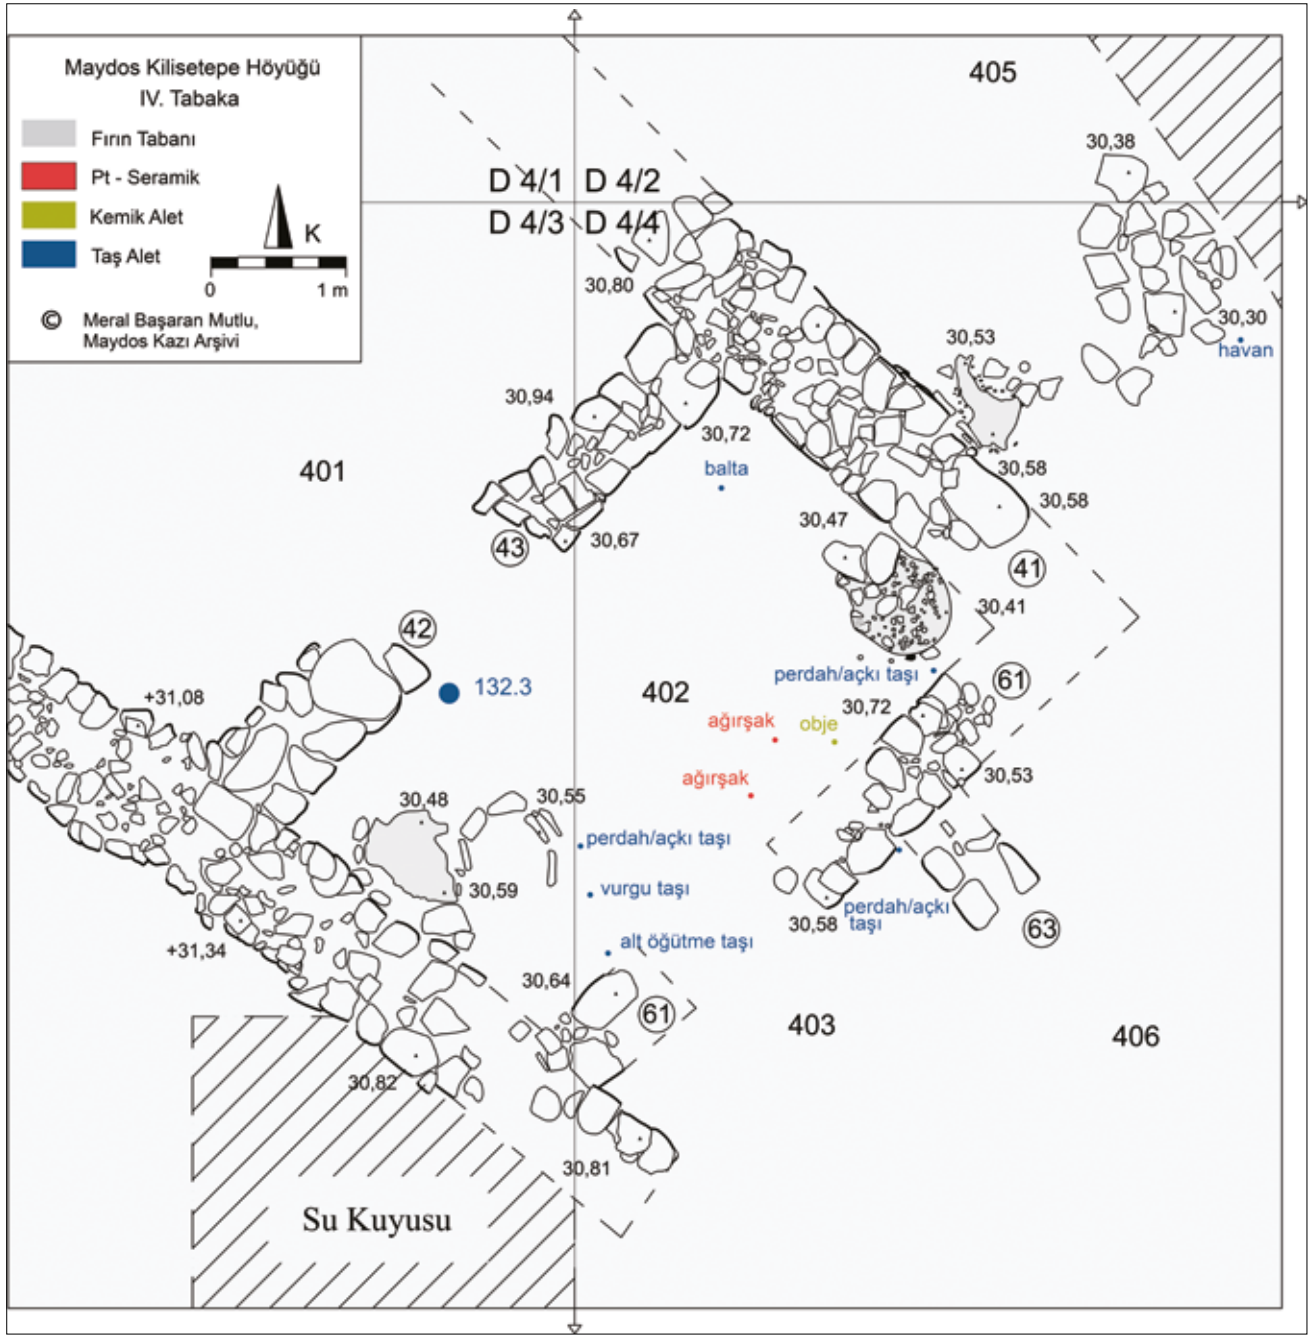 Maydos Kilisetepe Höyüğü
IV. Tabaka
Fırın Tabanı
Pt - Seramik
Kemik Alet
Taş Alet
K
0 1 m
© Meral Başaran Mutlu,
Maydos Kazı Arşivi
405
30,38
D 4/1 D 4/2
D 4/3 D 4/4
30,80
30,30
havan
30,53
30,94
30,72
balta
401
30,58
30,58
30,47
43
30,67
41
30,41
42
perdah/açkı taşı
61
132.3
402
+31,08
30,72
ağırşak
obje
30,53
ağırşak
30,48
30,55
perdah/açkı taşı
30,59
vurgu taşı
perdah/açkı
taşı
30,58
63
+31,34
alt öğütme taşı
30,64
61
403
406
30,82
30,81
Su Kuyusu